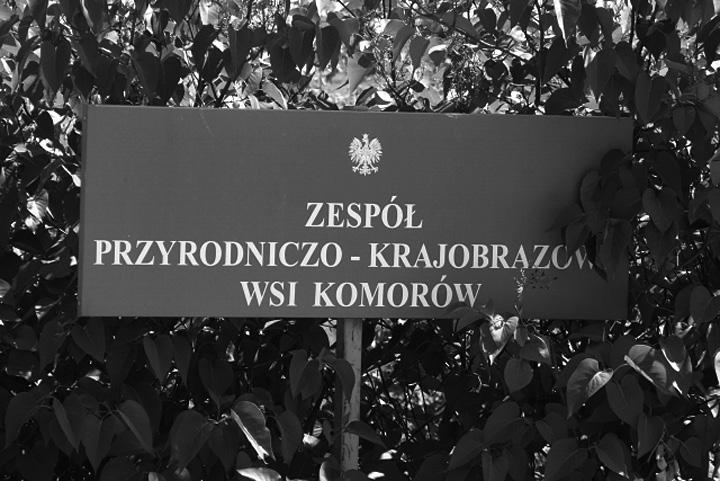 ZESPÓŁ
PRZYRODNICZO - KRAJOBRAZOW
WSI KOMORÓW